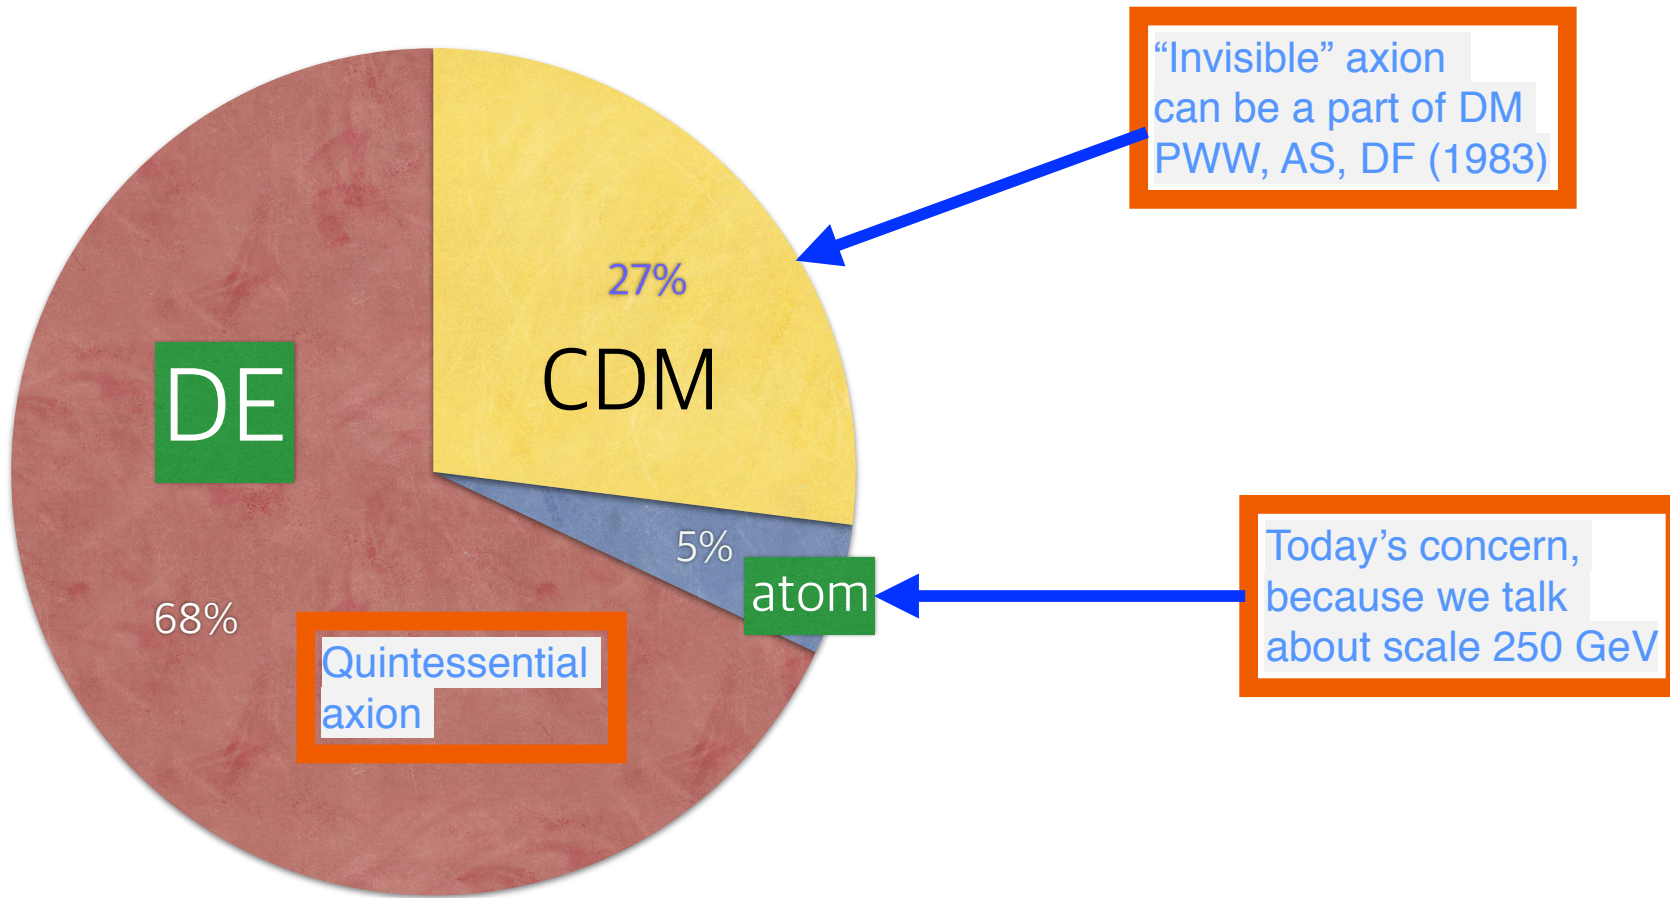 “Invisible” axion
can be a part of DM
PWW, AS, DF (1983)
27%
CDM
DE
5%
atom
Today’s concern,
because we talk
about scale 250 GeV
68%
Quintessential
axion